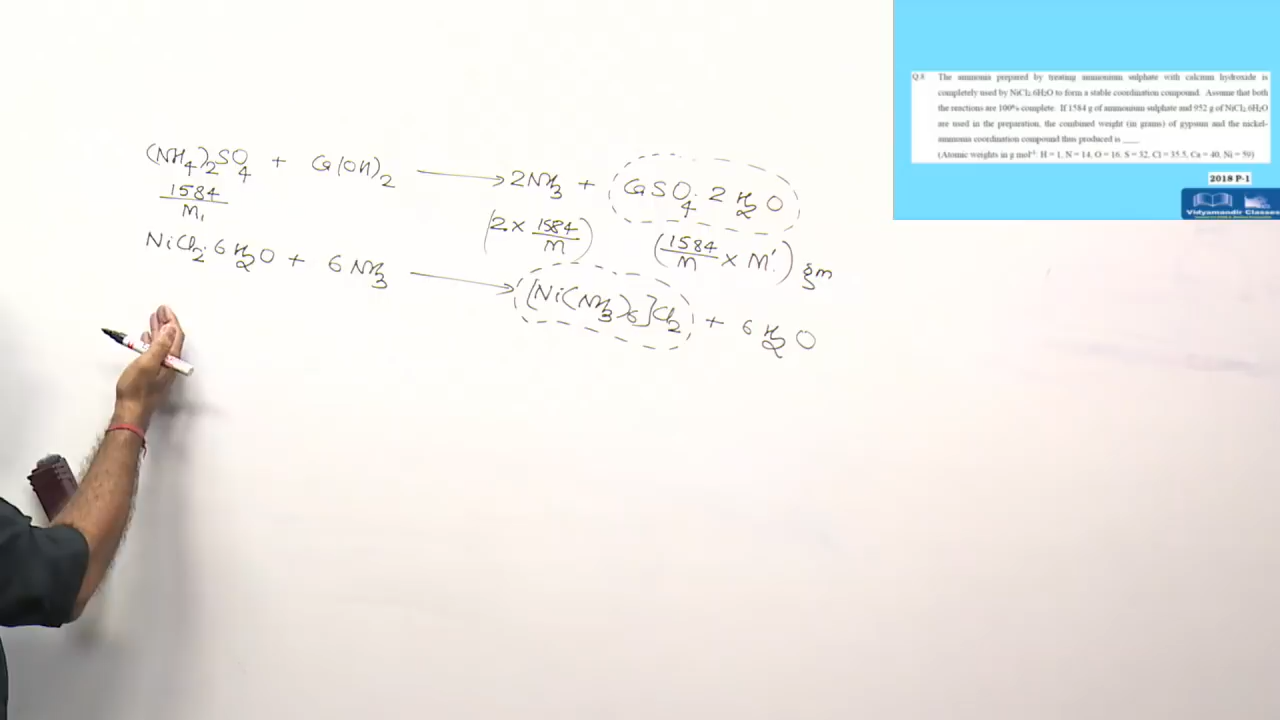 Q.8 The ammonia prepared by treating ammonium sulphate with calcium hydroxide is
completely used by NiCl₂.6H₂O to form a stable coordination compound. Assume that both
the reactions are 100% complete. If 1584 g of ammonium sulphate and 952 g of NiCl₂.6H₂O
are used in the preparation, the combined weight (in grams) of gypsum and the nickel-
ammonia coordination compound thus produced is ____
(Atomic weights in g mol⁻¹: H = 1, N = 14, O = 16, S = 32, Cl = 35.5, Ca = 40, Ni = 59)
2018 P-1
Vidyamandir Classes
(NH₄)₂SO₄ + Ca(OH)₂ ⟶ 2NH₃ + CaSO₄.2H₂O
1584/M₁ (2 × 1584/M) (1584/M × M') gm
NiCl₂.6H₂O + 6NH₃ ⟶ [Ni(NH₃)₆]Cl₂ + 6H₂O